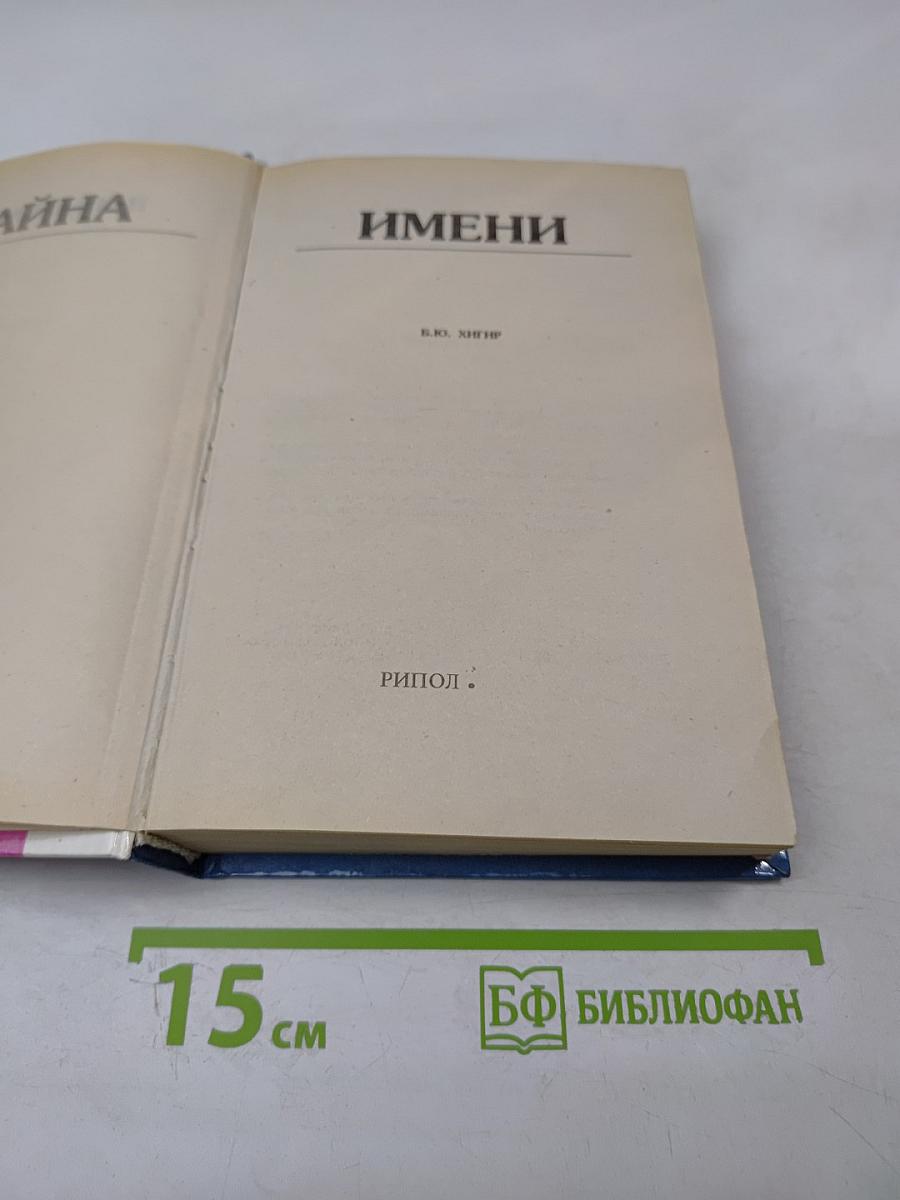 АЙНА
ИМЕНИ
Б.Ю. ХИГИР
РИПОЛ
15 см
БФ БИБЛИОФАН